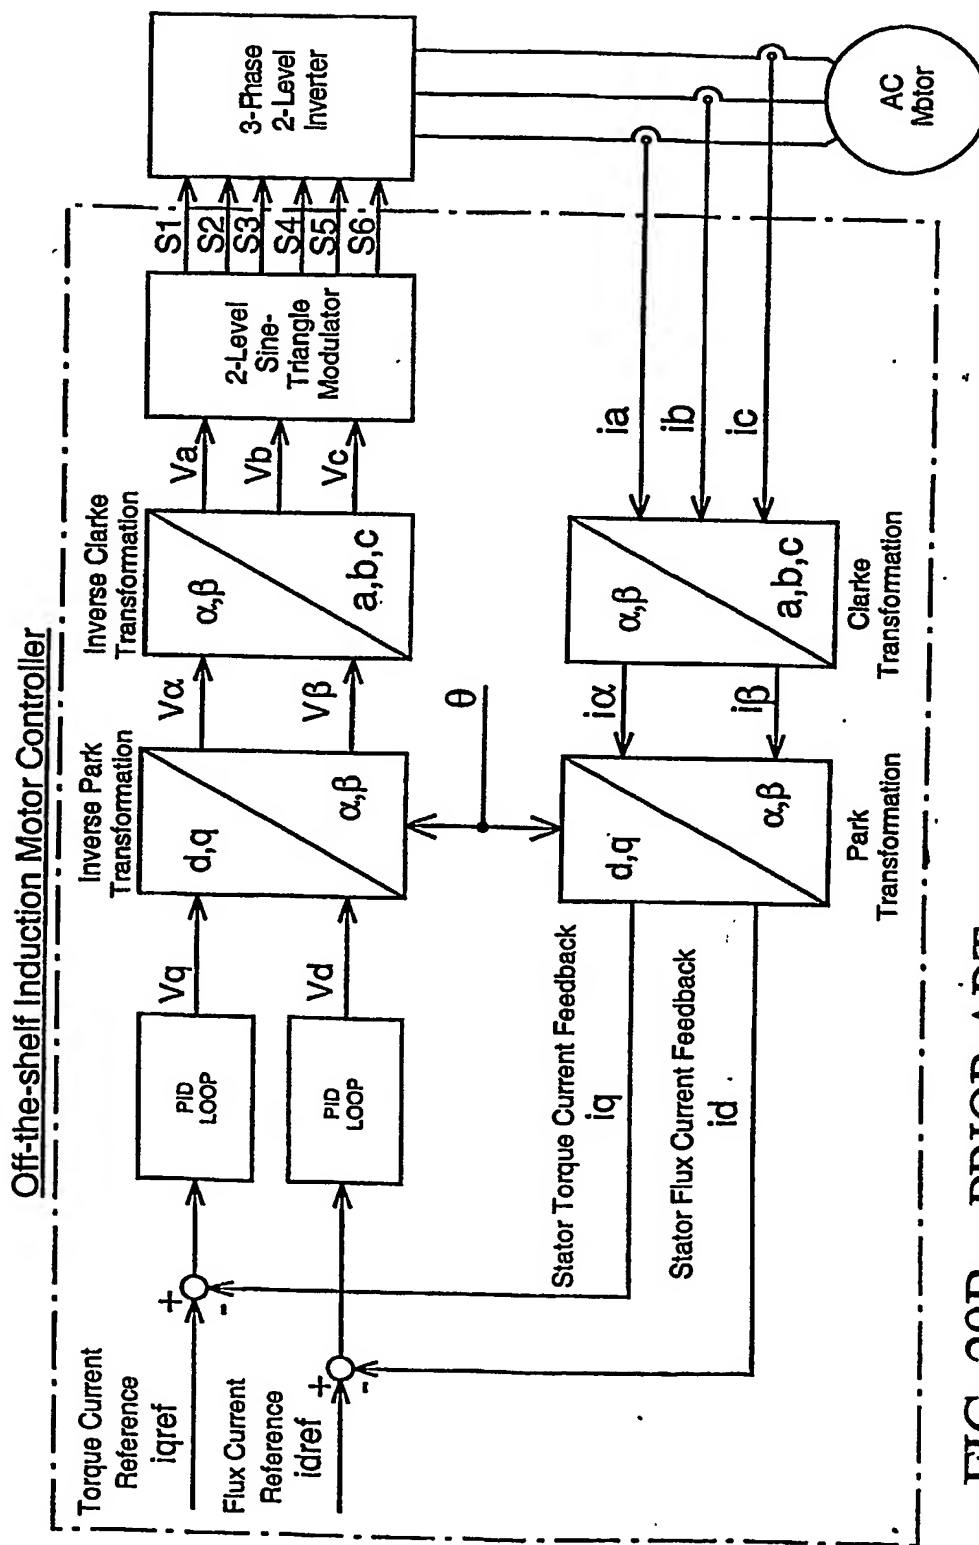 Off-the-shelf Induction Motor Controller
Torque Current
Reference
iqref
Flux Current
Reference
idref
+
-
+
-
PID
LOOP
PID
LOOP
Vq
Vd
Inverse Park
Transformation
d,q
α,β
Vα
Vβ
Inverse Clarke
Transformation
α,β
a,b,c
Va
Vb
Vc
2-Level
Sine-
Triangle
Modulator
S1
S2
S3
S4
S5
S6
3-Phase
2-Level
Inverter
θ
Stator Torque Current Feedback
iq
Stator Flux Current Feedback
id
d,q
α,β
Park
Transformation
iα
iβ
α,β
a,b,c
Clarke
Transformation
ia
ib
ic
AC
Motor
PRIOR ART